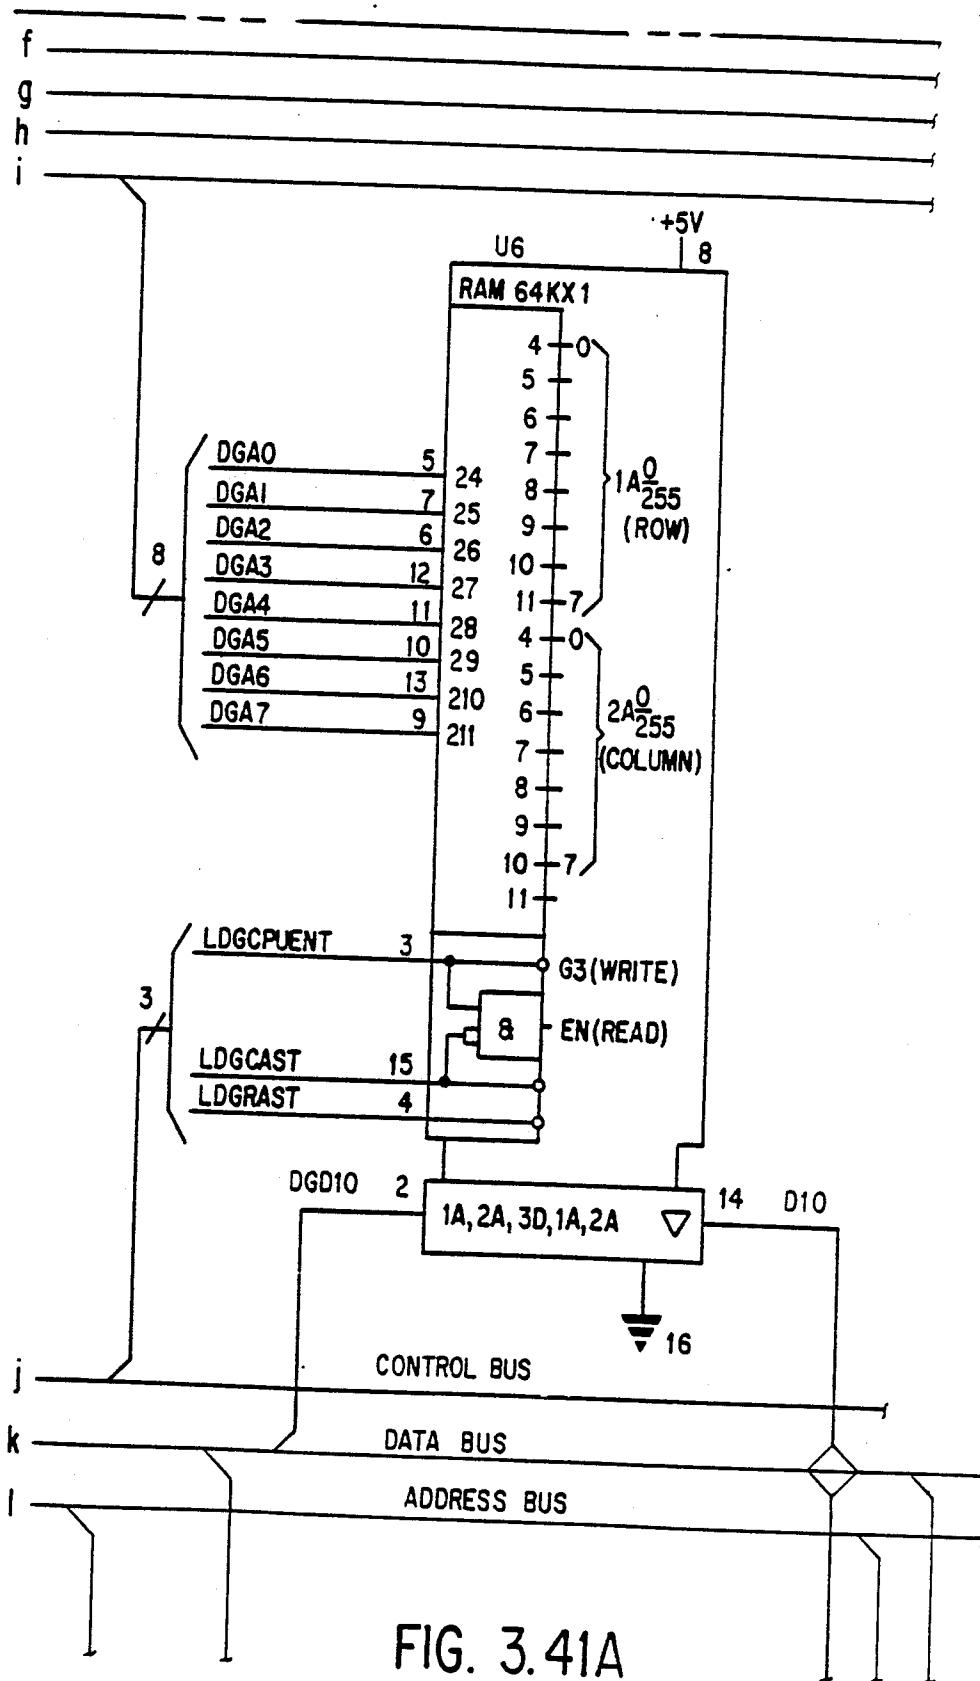 f
g
h
i
+5V
U6
8
RAM 64KX1
4 0
5
6
7
8
9
10
11 7
1A 0/255
(ROW)
DGA0 5 24
DGA1 7 25
DGA2 6 26
DGA3 12 27
DGA4 11 28
DGA5 10 29
DGA6 13 210
DGA7 9 211
8
4 0
5
6
7
8
9
10 7
11
2A 0/255
(COLUMN)
LDGCPUENT 3
G3(WRITE)
3
&
EN(READ)
LDGCAST 15
LDGRAST 4
DGD10 2
1A, 2A, 3D, 1A, 2A
14 D10
16
j
CONTROL BUS
k
DATA BUS
l
ADDRESS BUS
FIG. 3.41A